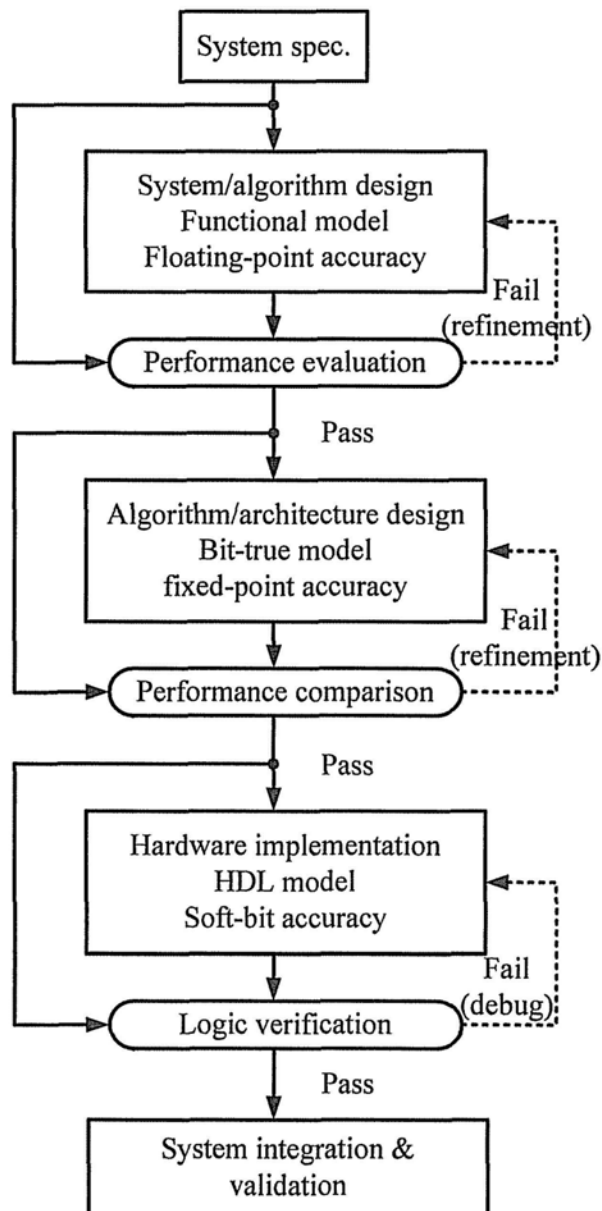 System spec.
System/algorithm design
Functional model
Floating-point accuracy
Fail
(refinement)
Performance evaluation
Pass
Algorithm/architecture design
Bit-true model
fixed-point accuracy
Fail
(refinement)
Performance comparison
Pass
Hardware implementation
HDL model
Soft-bit accuracy
Fail
(debug)
Logic verification
Pass
System integration &
validation